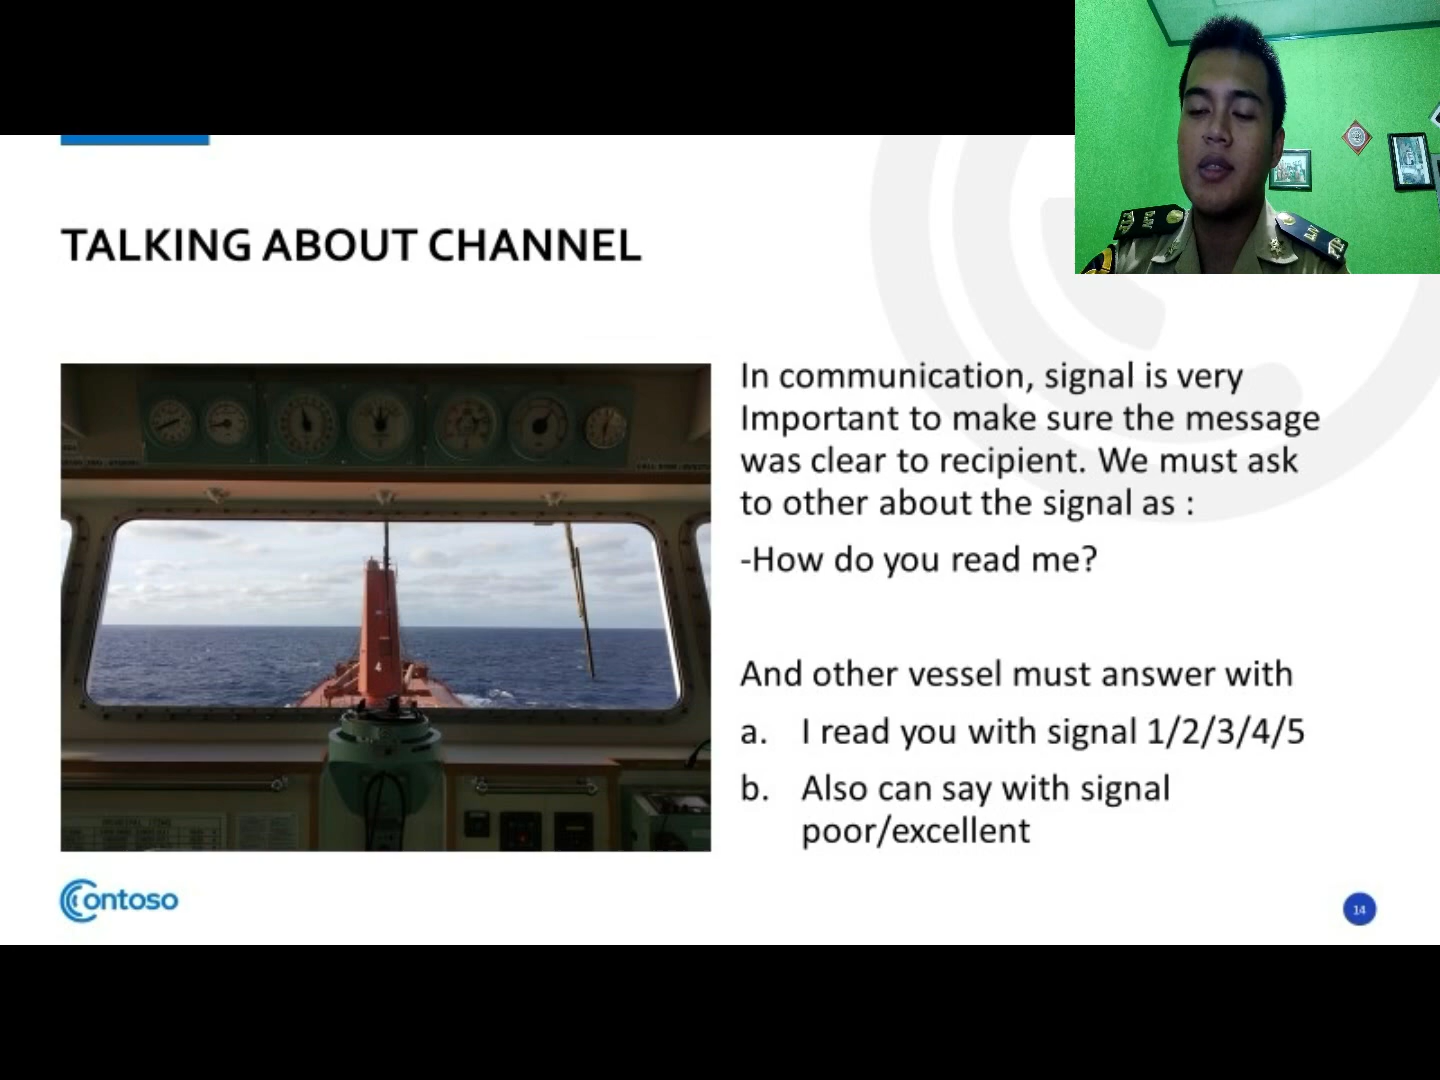 TALKING ABOUT CHANNEL
In communication, signal is very
Important to make sure the message
was clear to recipient. We must ask
to other about the signal as :
-How do you read me?
And other vessel must answer with
a. I read you with signal 1/2/3/4/5
b. Also can say with signal
poor/excellent
4
Contoso
14